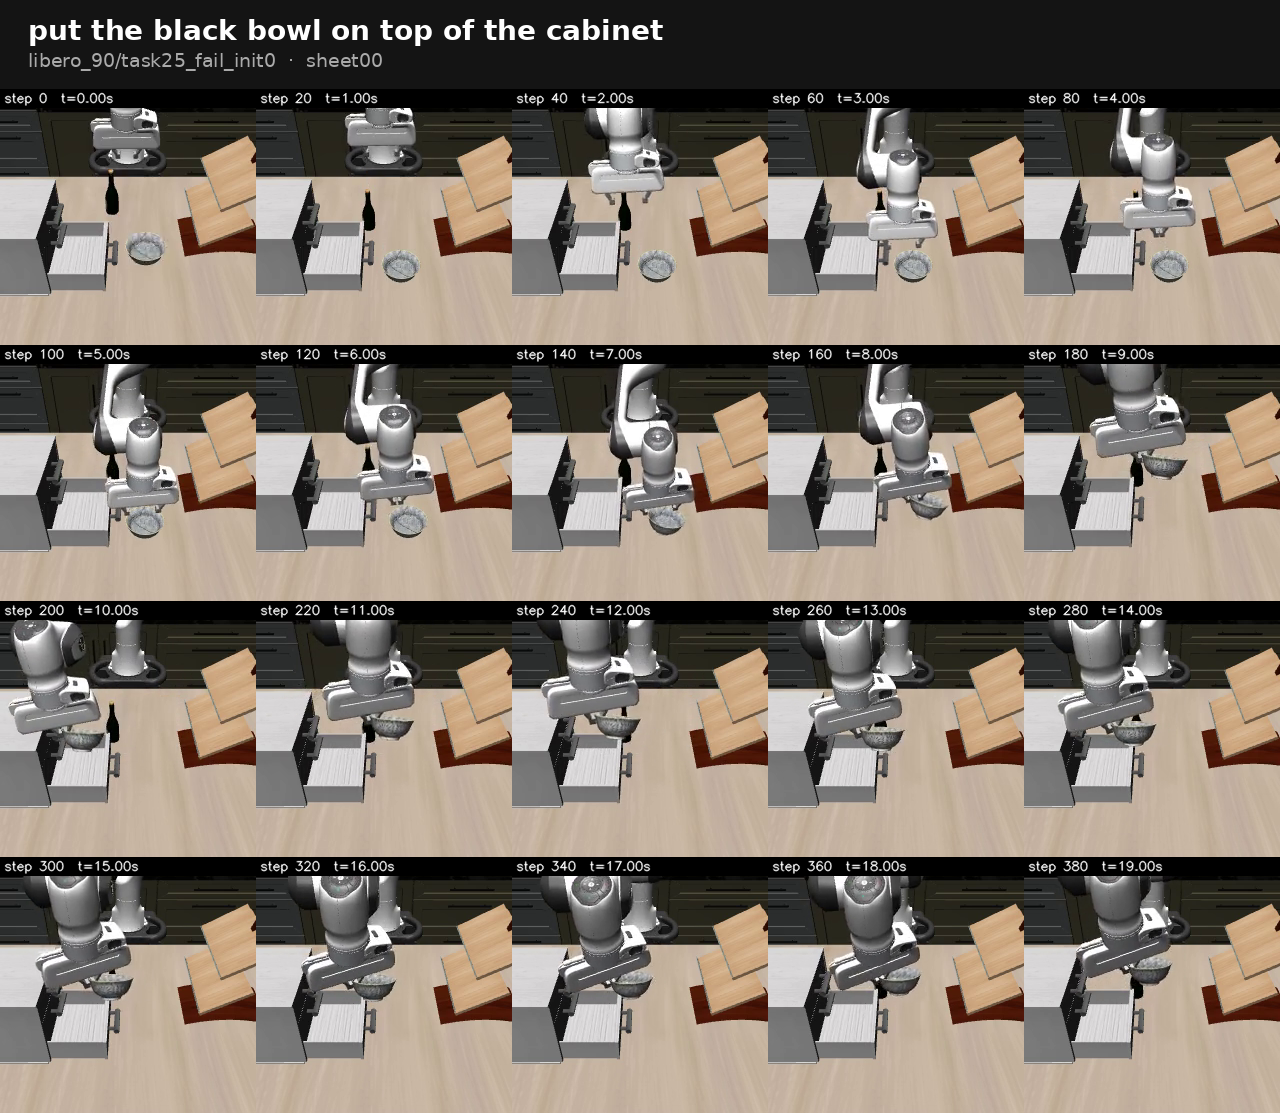 put the black bowl on top of the cabinet
libero_90/task25_fail_init0 · sheet00
step 0 t=0.00s
step 20 t=1.00s
step 40 t=2.00s
step 60 t=3.00s
step 80 t=4.00s
step 100 t=5.00s
step 120 t=6.00s
step 140 t=7.00s
step 160 t=8.00s
step 180 t=9.00s
step 200 t=10.00s
step 220 t=11.00s
step 240 t=12.00s
step 260 t=13.00s
step 280 t=14.00s
step 300 t=15.00s
step 320 t=16.00s
step 340 t=17.00s
step 360 t=18.00s
step 380 t=19.00s